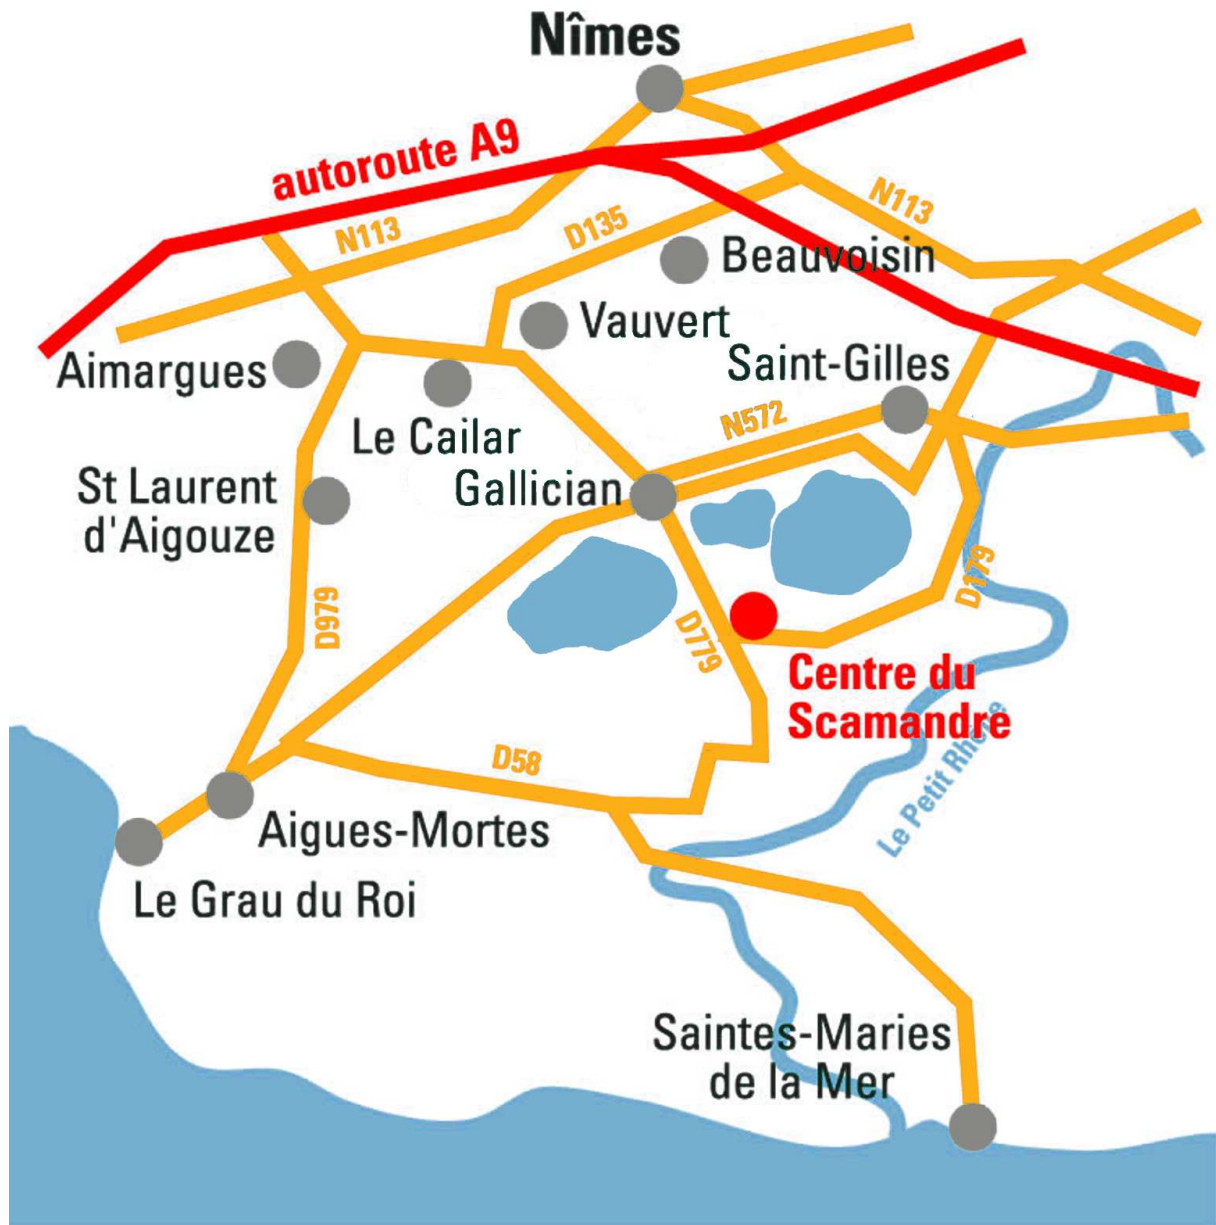 Nîmes
autoroute A9
N113
D135
N113
Beauvoisin
Vauvert
Saint-Gilles
Aimargues
N572
Le Cailar
Gallician
St Laurent
d'Aigouze
D979
D179
D779
Centre du
Scamandre
Le Petit Rhône
D58
Aigues-Mortes
Le Grau du Roi
Saintes-Maries
de la Mer